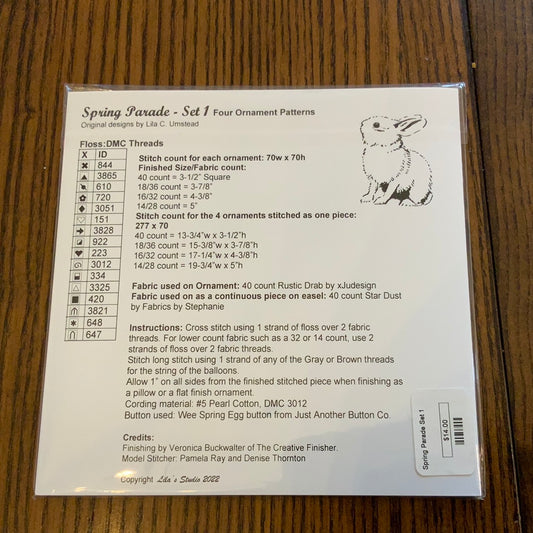 Spring Parade - Set 1 Four Ornament Patterns
Original designs by Lila C. Umstead
Floss:DMC Threads
X ID
844
3865
610
720
3051
151
3828
922
223
3012
334
3325
420
3821
648
647
Stitch count for each ornament: 70w x 70h
Finished Size/Fabric count:
40 count = 3-1/2" Square
18/36 count = 3-7/8"
16/32 count = 4-3/8"
14/28 count = 5"
Stitch count for the 4 ornaments stitched as one piece:
277 x 70
40 count = 13-3/4"w x 3-1/2"h
18/36 count = 15-3/8"w x 3-7/8"h
16/32 count = 17-1/4"w x 4-3/8"h
14/28 count = 19-3/4"w x 5"h
Fabric used on Ornament: 40 count Rustic Drab by xJudesign
Fabric used on as a continuous piece on easel: 40 count Star Dust
by Fabrics by Stephanie
Instructions: Cross stitch using 1 strand of floss over 2 fabric
threads. For lower count fabric such as a 32 or 14 count, use 2
strands of floss over 2 fabric threads.
Stitch long stitch using 1 strand of any of the Gray or Brown threads
for the string of the balloons.
Allow 1" on all sides from the finished stitched piece when finishing as
a pillow or a flat finish ornament.
Cording material: #5 Pearl Cotton, DMC 3012
Button used: Wee Spring Egg button from Just Another Button Co.
Credits:
Finishing by Veronica Buckwalter of The Creative Finisher.
Model Stitcher: Pamela Ray and Denise Thornton
Copyright Lila's Studio 2022
Spring Parade Set 1
$14.00